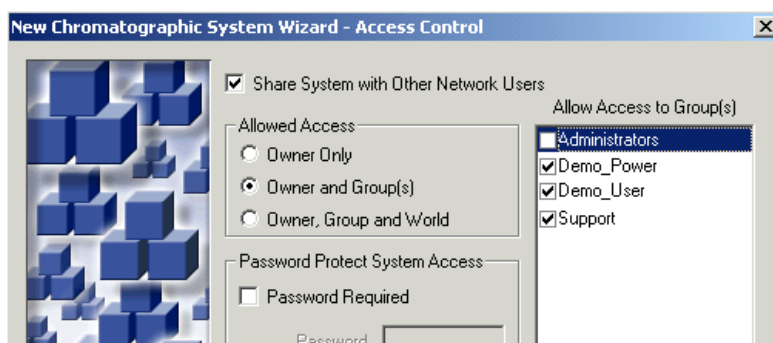 New Chromatographic System Wizard - Access Control
Share System with Other Network Users
Allow Access to Group(s)
Allowed Access
Owner Only
Owner and Group(s)
Owner, Group and World
Administrators
Demo_Power
Demo_User
Support
Password Protect System Access
Password Required
Password